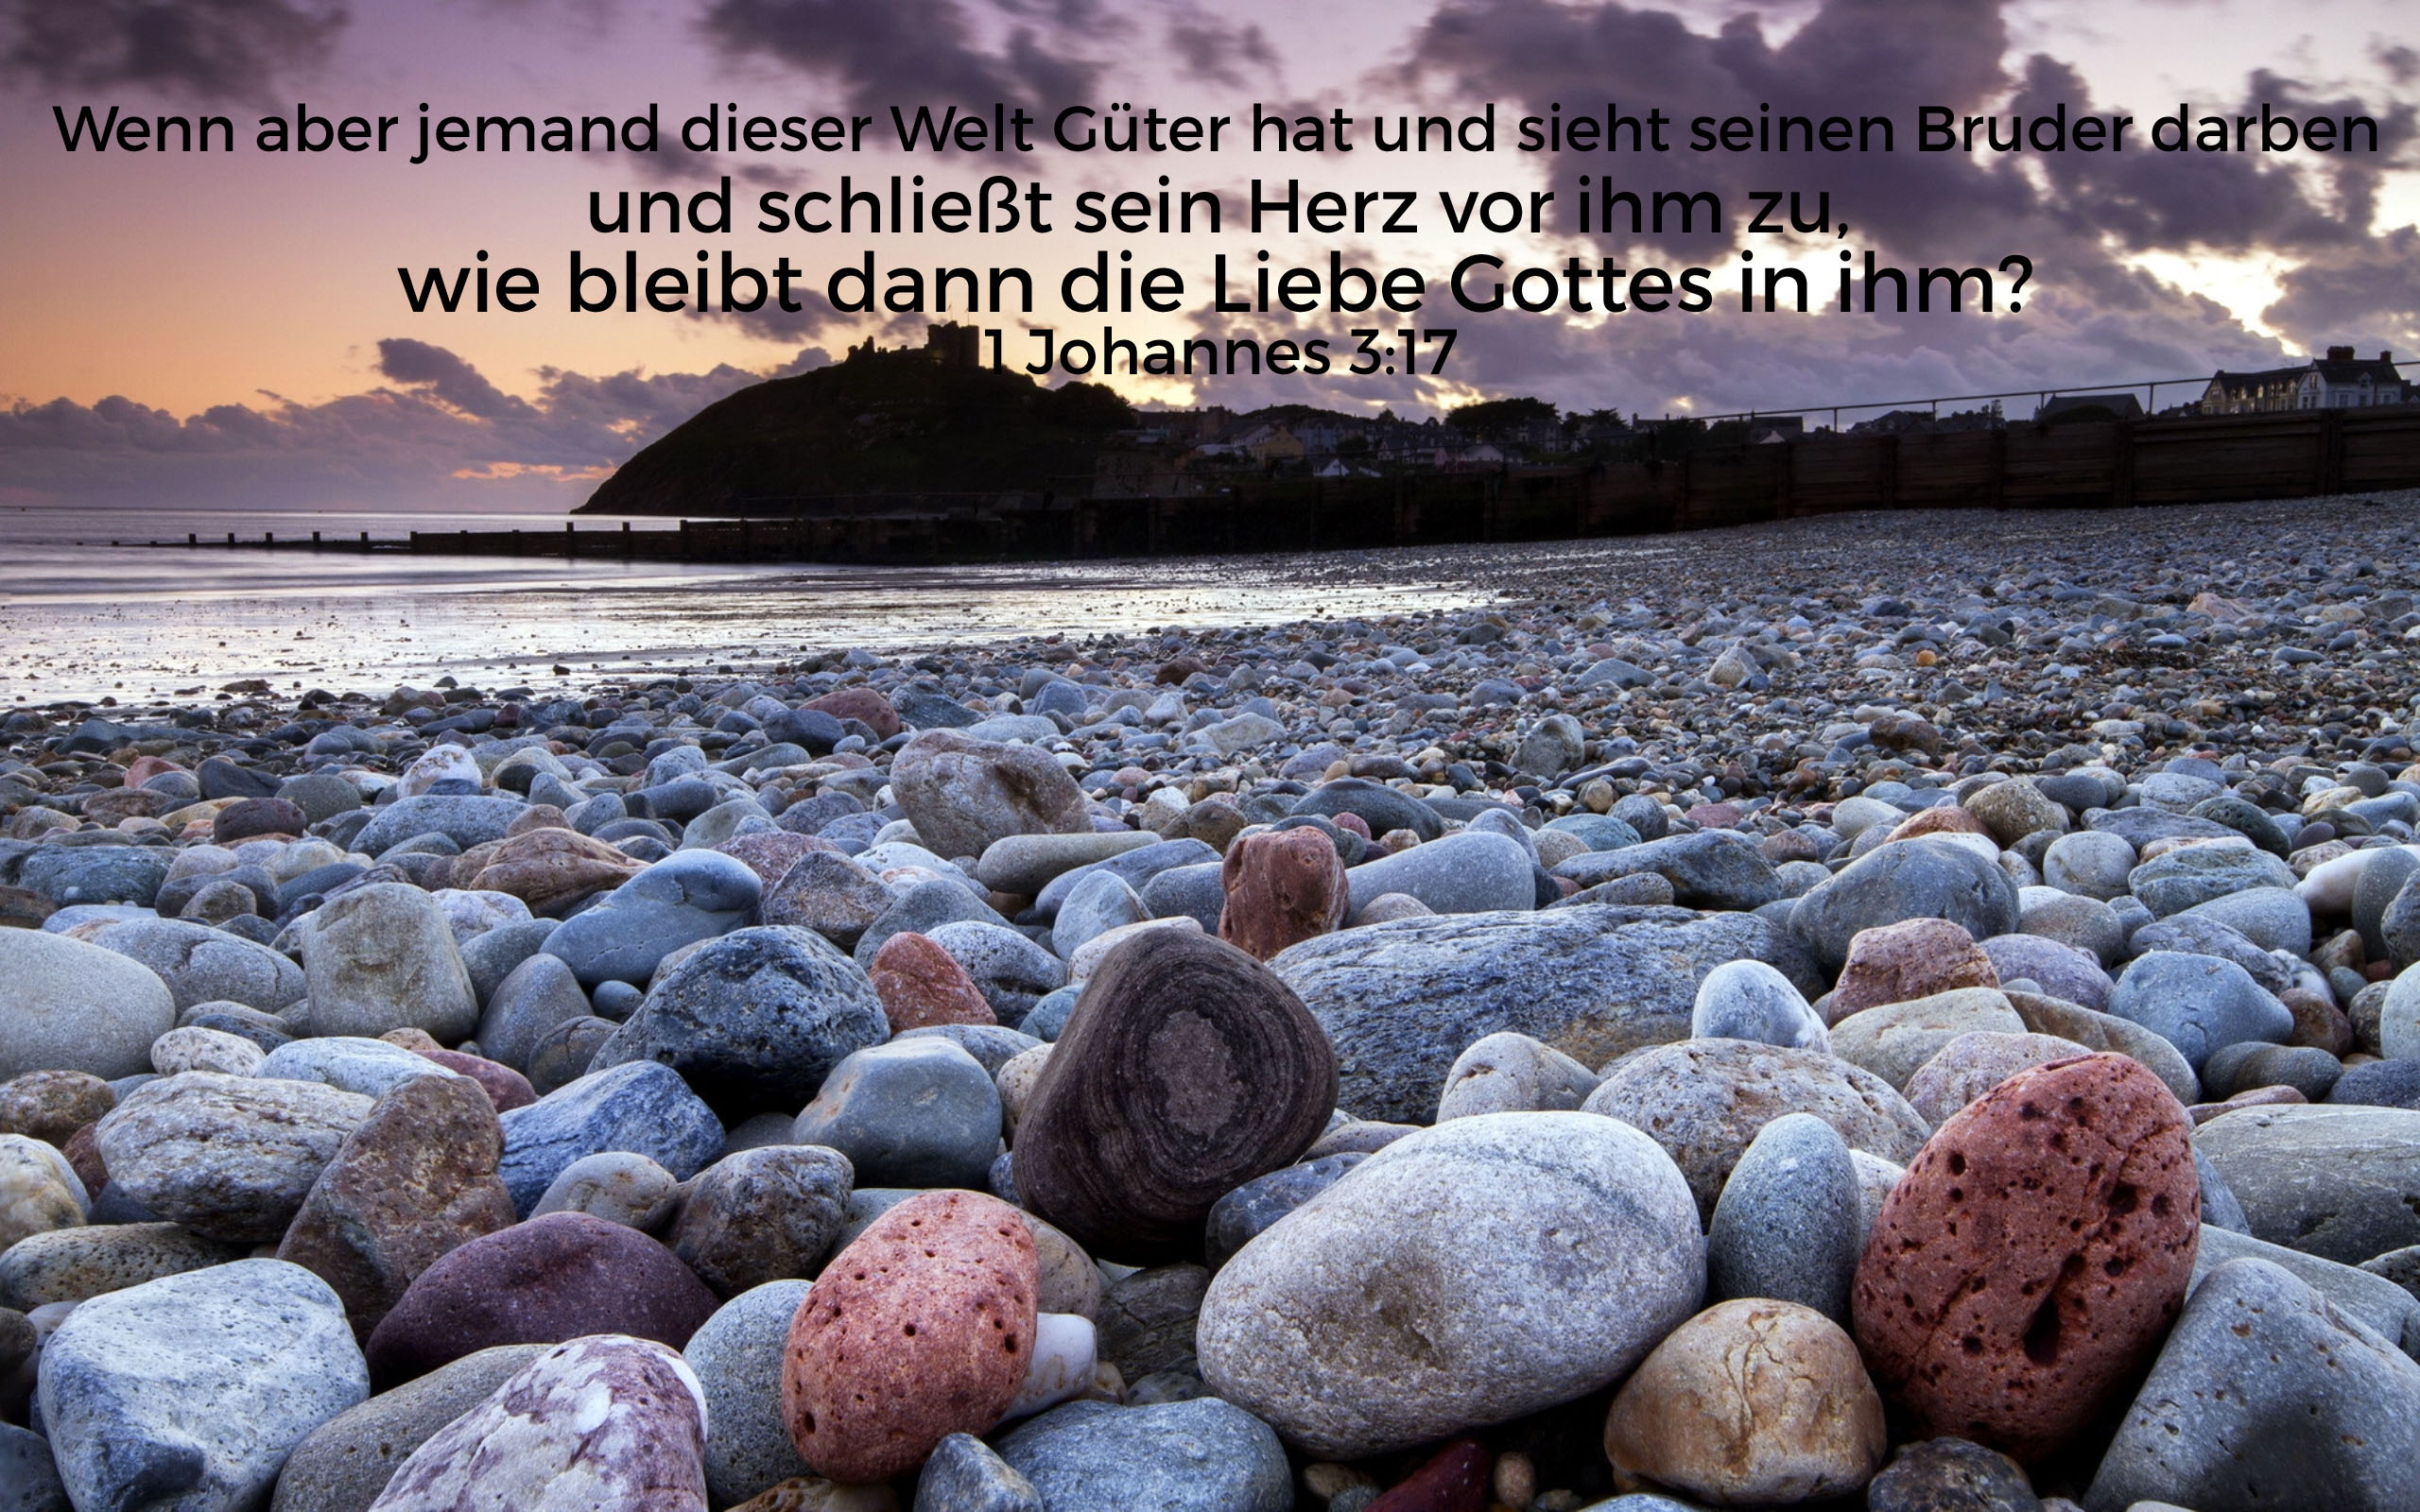 Wenn aber jemand dieser Welt Güter hat und sieht seinen Bruder darben
und schließt sein Herz vor ihm zu,
wie bleibt dann die Liebe Gottes in ihm?
1 Johannes 3:17